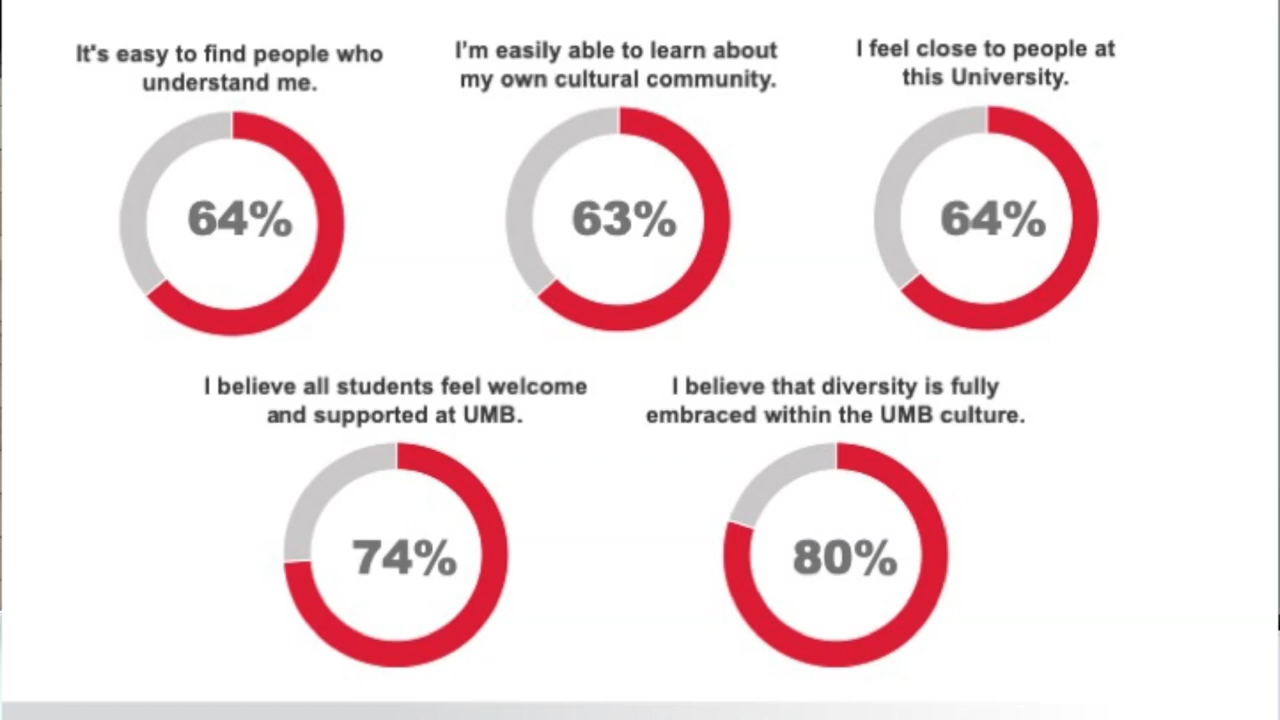 It's easy to find people who
understand me.
64%
I'm easily able to learn about
my own cultural community.
63%
I feel close to people at
this University.
64%
I believe all students feel welcome
and supported at UMB.
74%
I believe that diversity is fully
embraced within the UMB culture.
80%